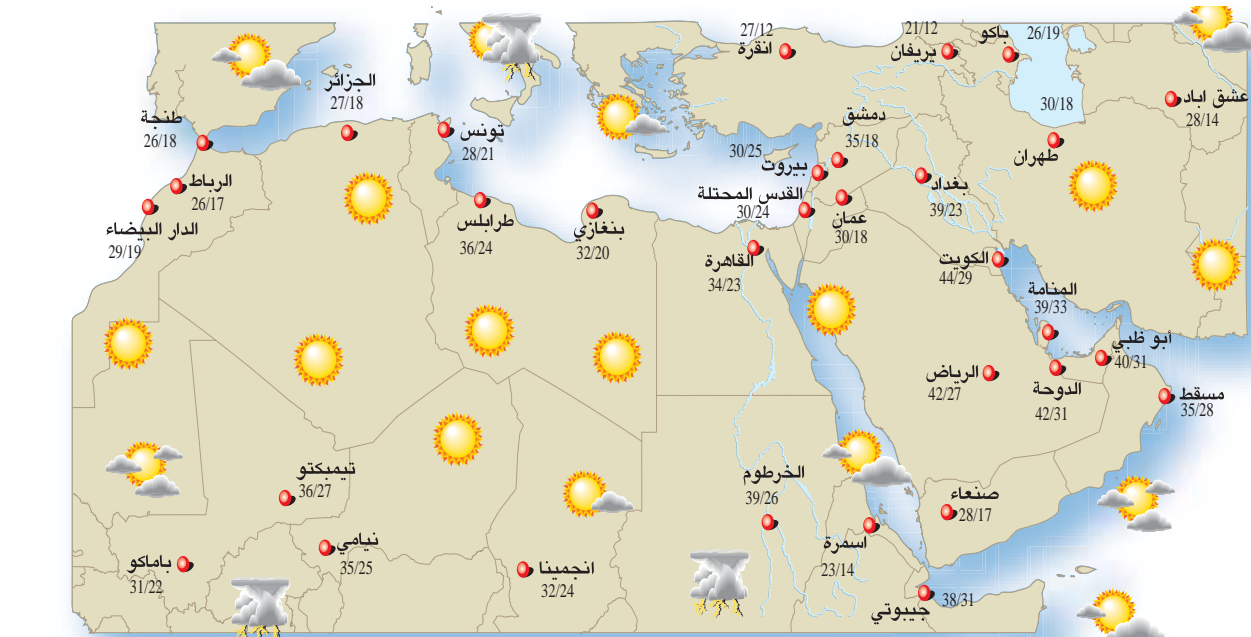 27/12
انقرة
21/12
يريفان
باكو
26/19
الجزائر
27/18
30/18
عشق اباد
28/14
طنجة
26/18
تونس
28/21
دمشق
35/18
30/25
بيروت
طهران
الرباط
26/17
بغداد
39/23
القدس المحتلة
30/24
عمان
30/18
الدار البيضاء
29/19
طرابلس
36/24
بنغازي
32/20
القاهرة
34/23
الكويت
44/29
المنامة
39/33
أبو ظبي
40/31
الرياض
42/27
الدوحة
42/31
مسقط
35/28
تيمبكتو
36/27
الخرطوم
39/26
صنعاء
28/17
نيامي
35/25
اسمرة
23/14
باماكو
31/22
انجمينا
32/24
38/31
جيبوتي